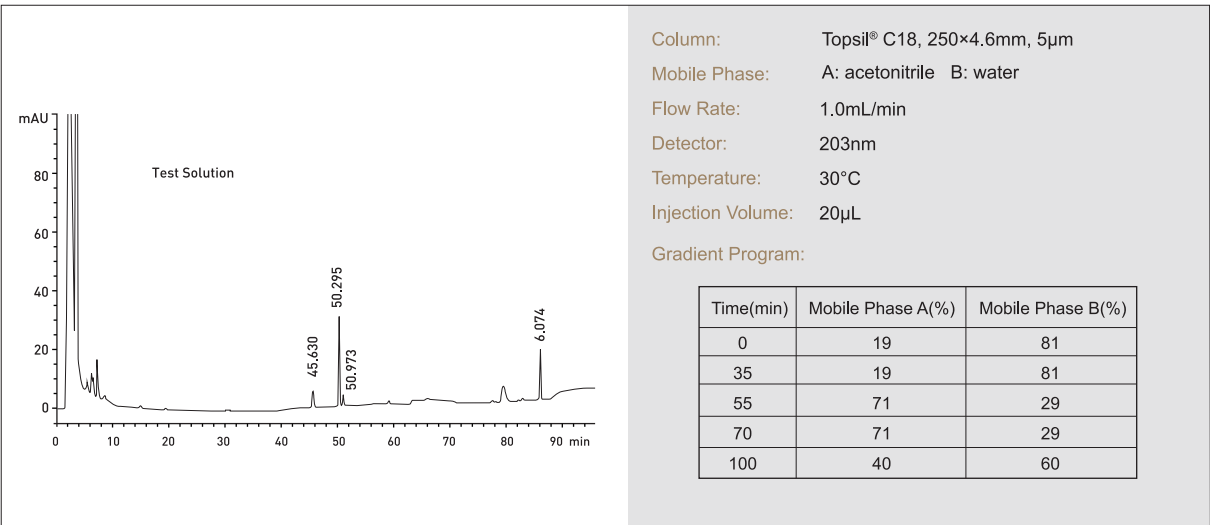 mAU
80
60
40
20
0
Test Solution
45.630
50.295
50.973
6.074
0 10 20 30 40 50 60 70 80 90 min
Column: Topsil® C18, 250×4.6mm, 5μm
Mobile Phase: A: acetonitrile B: water
Flow Rate: 1.0mL/min
Detector: 203nm
Temperature: 30°C
Injection Volume: 20μL
Gradient Program:
Time(min) Mobile Phase A(%) Mobile Phase B(%)
0 19 81
35 19 81
55 71 29
70 71 29
100 40 60